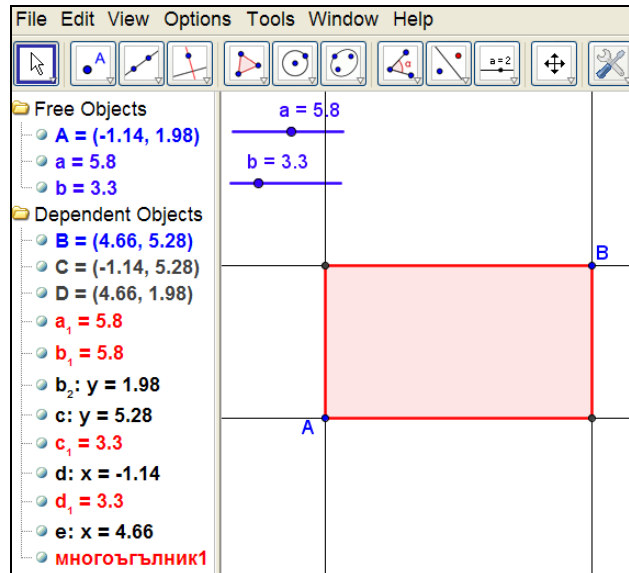 File Edit View Options Tools Window Help
A
α
a = 2
Free Objects
A = (-1.14, 1.98)
a = 5.8
b = 3.3
Dependent Objects
B = (4.66, 5.28)
C = (-1.14, 5.28)
D = (4.66, 1.98)
a₁ = 5.8
b₁ = 5.8
b₂: y = 1.98
c: y = 5.28
c₁ = 3.3
d: x = -1.14
d₁ = 3.3
e: x = 4.66
многоъгълник1
a = 5.8
b = 3.3
B
A